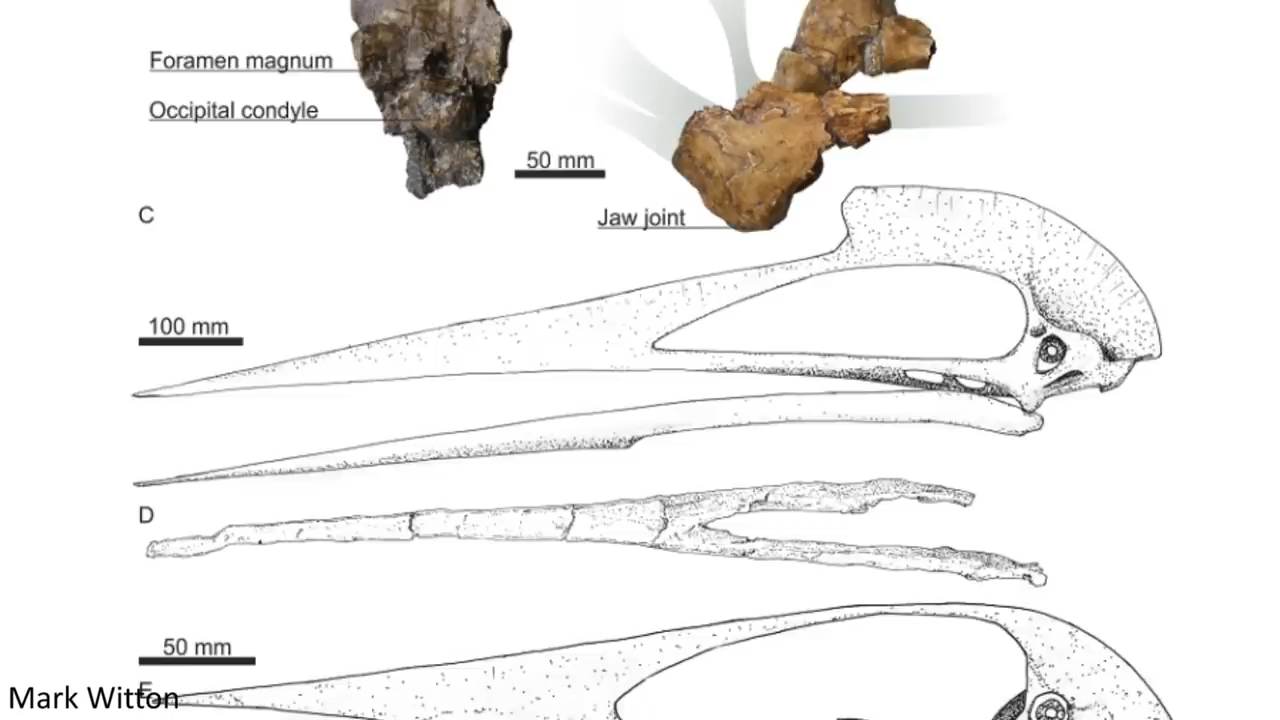 Foramen magnum
Occipital condyle
50 mm
Jaw joint
C
100 mm
D
50 mm
E
Mark Witton